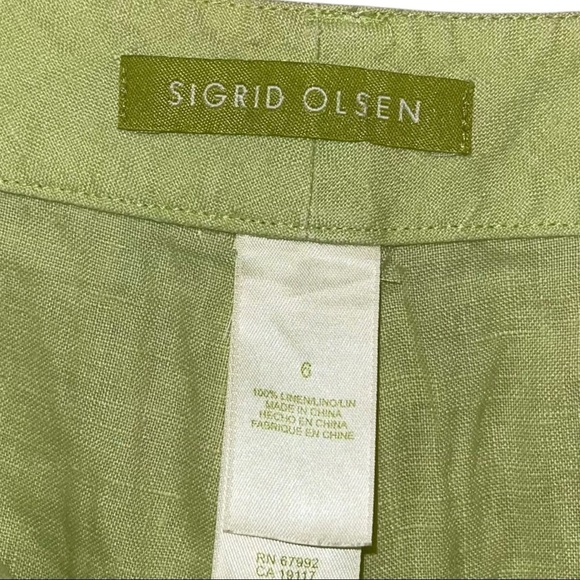 SIGRID OLSEN
6
100% LINEN/LINO/LIN
MADE IN CHINA
HECHO EN CHINA
FABRIQUE EN CHINE
RN 67992
CA 19117